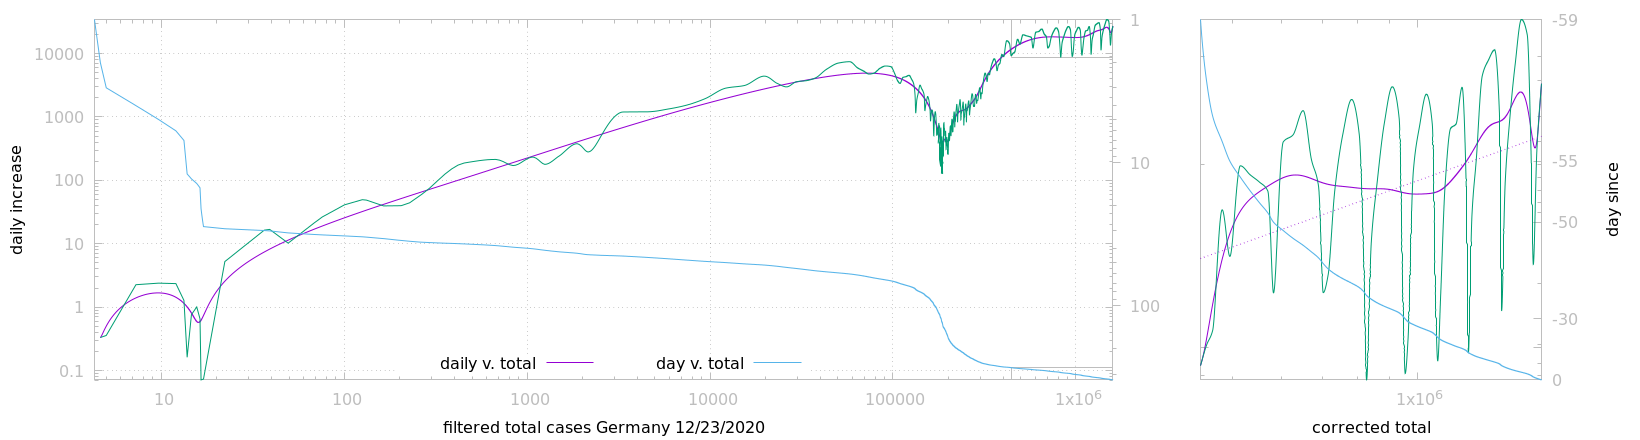 daily increase
10000
1000
100
10
1
0.1
10
100
1000
10000
100000
1x10^6
filtered total cases Germany 12/23/2020
daily v. total
day v. total
1
10
100
1x10^6
corrected total
-59
-55
-50
-30
0
day since